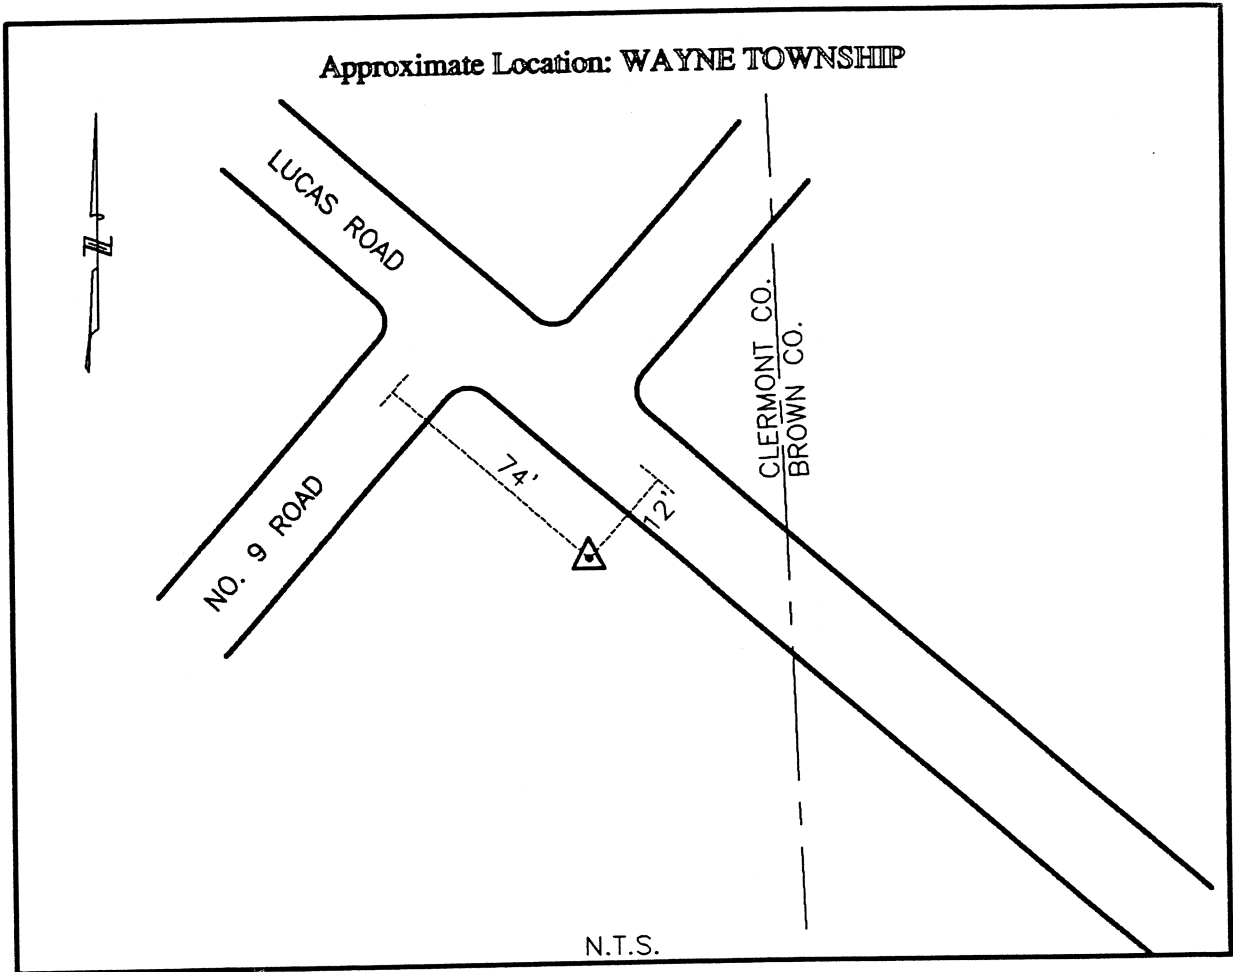 Approximate Location: WAYNE TOWNSHIP
N
LUCAS ROAD
CLERMONT CO.
BROWN CO.
74'
12'
NO. 9 ROAD
N.T.S.